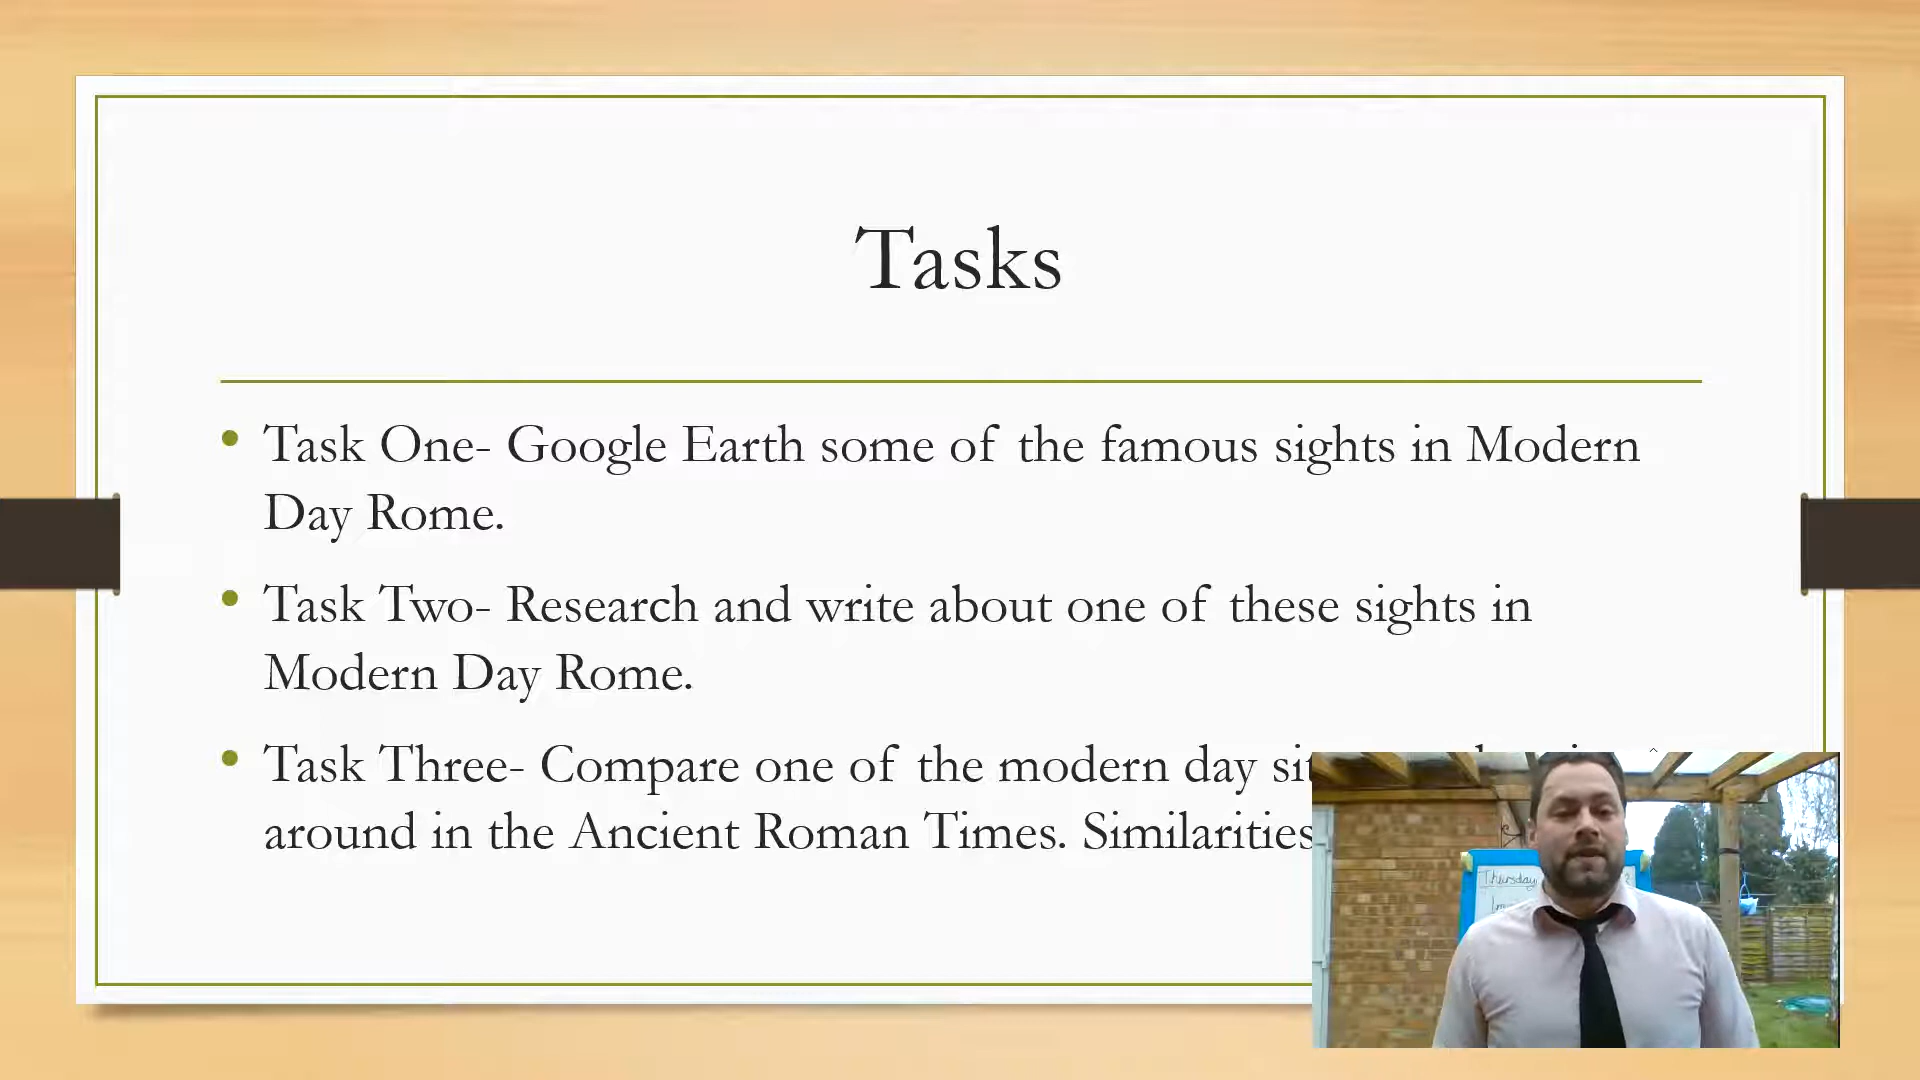 Tasks
• Task One- Google Earth some of the famous sights in Modern
Day Rome.
• Task Two- Research and write about one of these sights in
Modern Day Rome.
• Task Three- Compare one of the modern day
around in the Ancient Roman Times. Similarities
Thursday